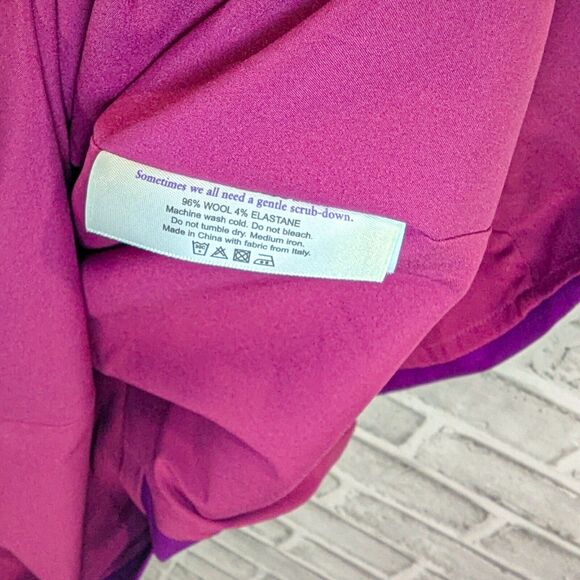 Sometimes we all need a gentle scrub-down.
96% WOOL 4% ELASTANE
Machine wash cold. Do not bleach.
Do not tumble dry. Medium iron.
Made in China with fabric from Italy.